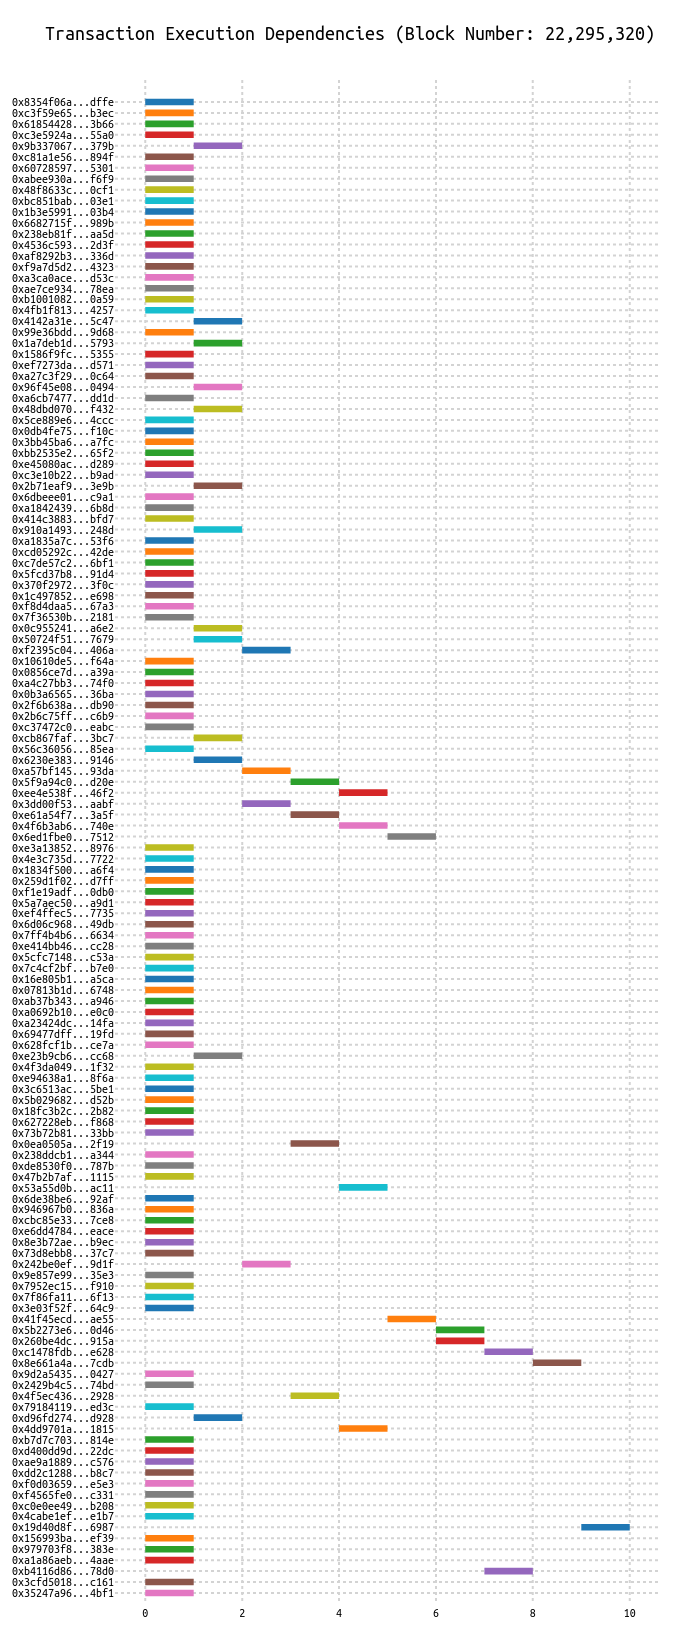 Transaction Execution Dependencies (Block Number: 22,295,320)
0x8354f06a...dffe
0xc3f59e65...b3ec
0x61854428...3b66
0xc3e5924a...55a0
0x9b337067...379b
0xc81a1e56...894f
0x60728597...5301
0xabee930a...f6f9
0x48f8633c...0cf1
0xbc851bab...03e1
0x1b3e5991...03b4
0x6682715f...989b
0x238eb81f...aa5d
0x4536c593...2d3f
0xaf8292b3...336d
0xf9a7d5d2...4323
0xa3ca0ace...d53c
0xae7ce934...78ea
0xb1001082...0a59
0x4fb1f813...4257
0x4142a31e...5c47
0x99e36bdd...9d68
0x1a7deb1d...5793
0x1586f9fc...5355
0xef7273da...d571
0xa27c3f29...0c64
0x96f45e08...0494
0xa6cb7477...dd1d
0x48dbd070...f432
0x5ce889e6...4ccc
0x0db4fe75...f10c
0x3bb45ba6...a7fc
0xbb2535e2...65f2
0xe45080ac...d289
0xc3e10b22...b9ad
0x2b71eaf9...3e9b
0x6dbeee01...c9a1
0xa1842439...6b8d
0x414c3883...bfd7
0x910a1493...248d
0xa1835a7c...53f6
0xcd05292c...42de
0xc7de57c2...6bf1
0x5fcd37b8...91d4
0x370f2972...3f0c
0x1c497852...e698
0xf8d4daa5...67a3
0x7f36530b...2181
0x0c955241...a6e2
0x50724f51...7679
0xf2395c04...406a
0x10610de5...f64a
0x0856ce7d...a39a
0xa4c27bb3...74f0
0x0b3a6565...36ba
0x2f6b638a...db90
0x2b6c75ff...c6b9
0xc37472c0...eabc
0xcb867faf...3bc7
0x56c36056...85ea
0x6230e383...9146
0xa57bf145...93da
0x5f9a94c0...d20e
0xee4e538f...46f2
0x3dd00f53...aabf
0xe61a54f7...3a5f
0x4f6b3ab6...740e
0x6ed1fbe0...7512
0xe3a13852...8976
0x4e3c735d...7722
0x1834f500...a6f4
0x259d1f02...d7ff
0xf1e19adf...0db0
0x5a7aec50...a9d1
0xef4ffec5...7735
0x6d06c968...49db
0x7ff4b4b6...6634
0xe414bb46...cc28
0x5cfc7148...c53a
0x7c4cf2bf...b7e0
0x16e805b1...a5ca
0x07813b1d...6748
0xab37b343...a946
0xa0692b10...e0c0
0xa23424dc...14fa
0x69477dff...19fd
0x628fcf1b...ce7a
0xe23b9cb6...cc68
0x4f3da049...1f32
0xe94638a1...8f6a
0x3c6513ac...5be1
0x5b029682...d52b
0x18fc3b2c...2b82
0x627228eb...f868
0x73b72b81...33bb
0x0ea0505a...2f19
0x238ddcb1...a344
0xde8530f0...787b
0x47b2b7af...1115
0x53a55d0b...ac11
0x6de38be6...92af
0x946967b0...836a
0xcbc85e33...7ce8
0xe6dd4784...eace
0x8e3b72ae...b9ec
0x73d8ebb8...37c7
0x242be0ef...9d1f
0x9e857e99...35e3
0x7952ec15...f910
0x7f86fa11...6f13
0x3e03f52f...64c9
0x41f45ecd...ae55
0x5b2273e6...0d46
0x260be4dc...915a
0xc1478fdb...e628
0x8e661a4a...7cdb
0x9d2a5435...0427
0x2429b4c5...74bd
0x4f5ec436...2928
0x79184119...ed3c
0xd96fd274...d928
0x4dd9701a...1815
0xb7d7c703...814e
0xd400dd9d...22dc
0xae9a1889...c576
0xdd2c1288...b8c7
0xf0d03659...e5e3
0xf4565fe0...c331
0xc0e0ee49...b208
0x4cabe1ef...e1b7
0x19d40d8f...6987
0x156993ba...ef39
0x979703f8...383e
0xa1a86aeb...4aae
0xb4116d86...78d0
0x3cfd5018...c161
0x35247a96...4bf1
0 2 4 6 8 10